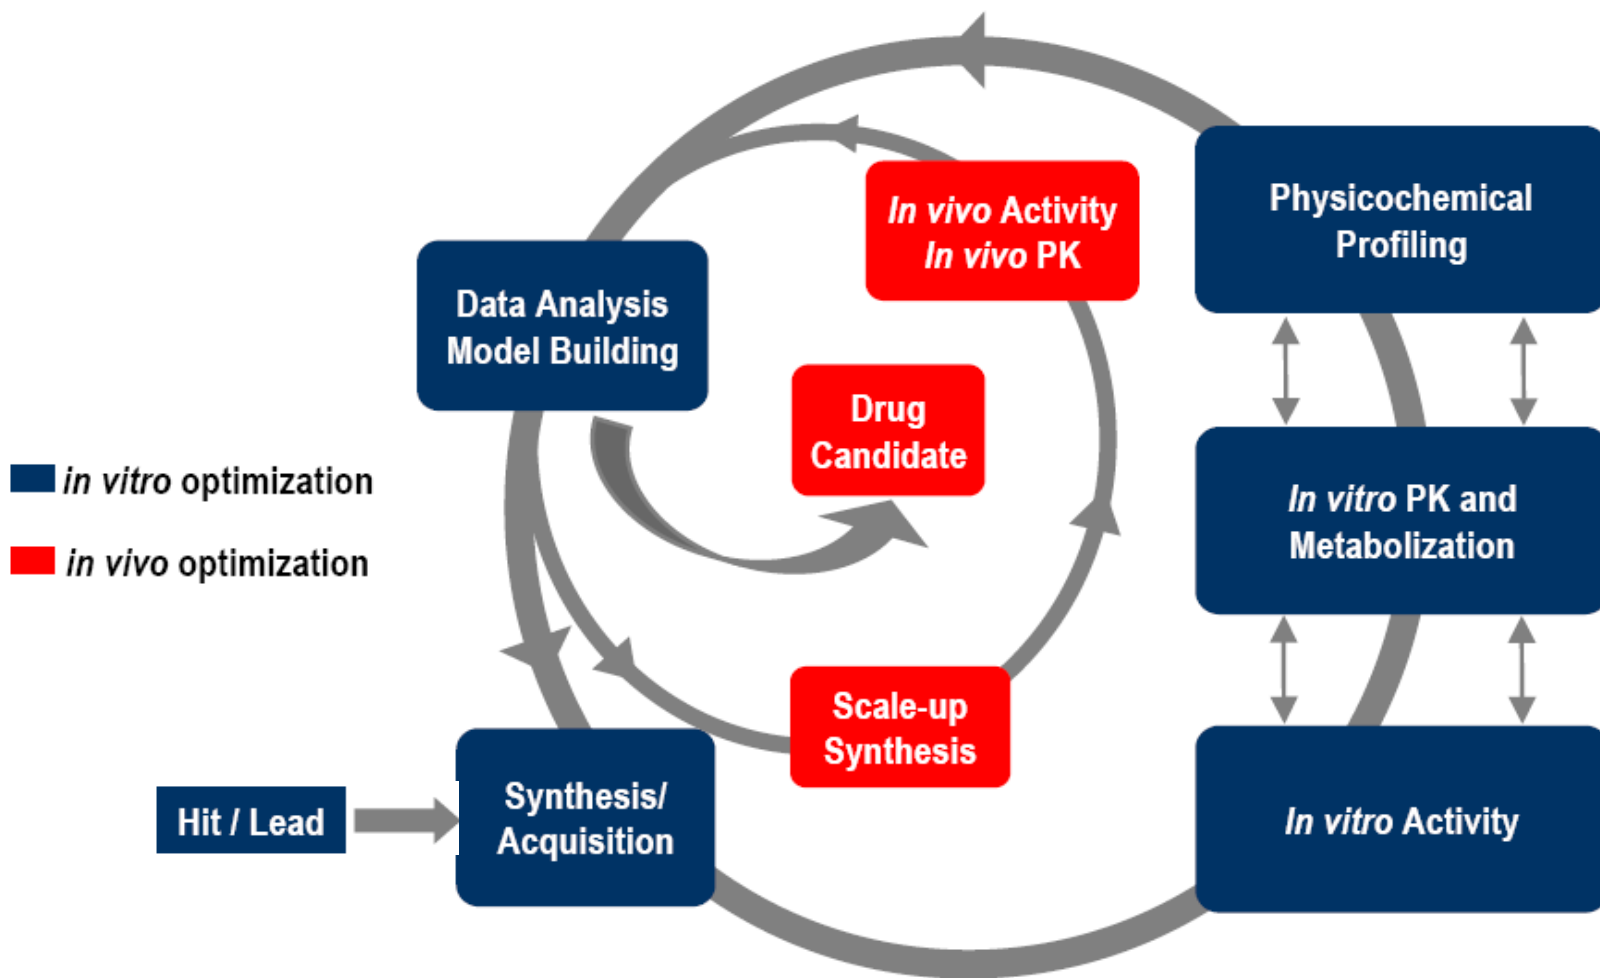 In vivo Activity
In vivo PK
Physicochemical
Profiling
Data Analysis
Model Building
Drug
Candidate
in vitro optimization
in vivo optimization
In vitro PK and
Metabolization
Scale-up
Synthesis
Hit / Lead
Synthesis/
Acquisition
In vitro Activity